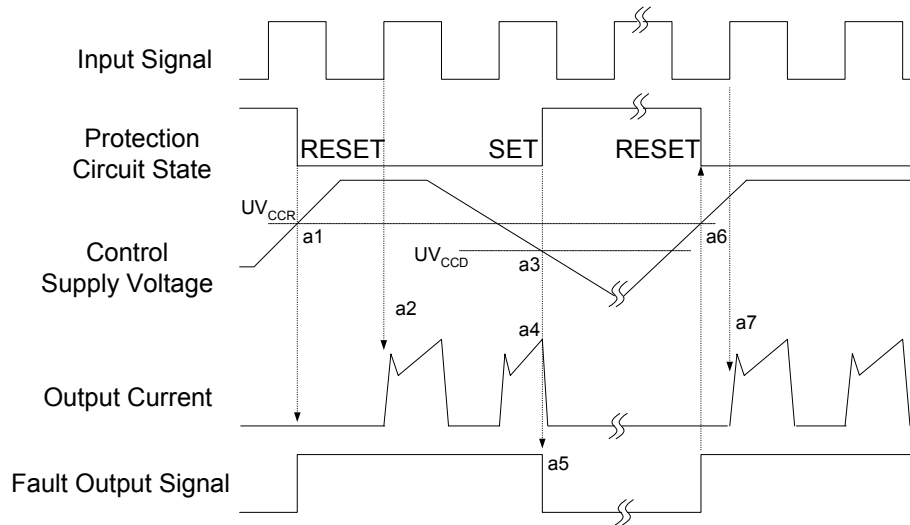 Input Signal
Protection
Circuit State
RESET
SET
RESET
UV_CCR
a1
UV_CCD
a3
a6
Control
Supply Voltage
a2
a4
a7
Output Current
a5
Fault Output Signal